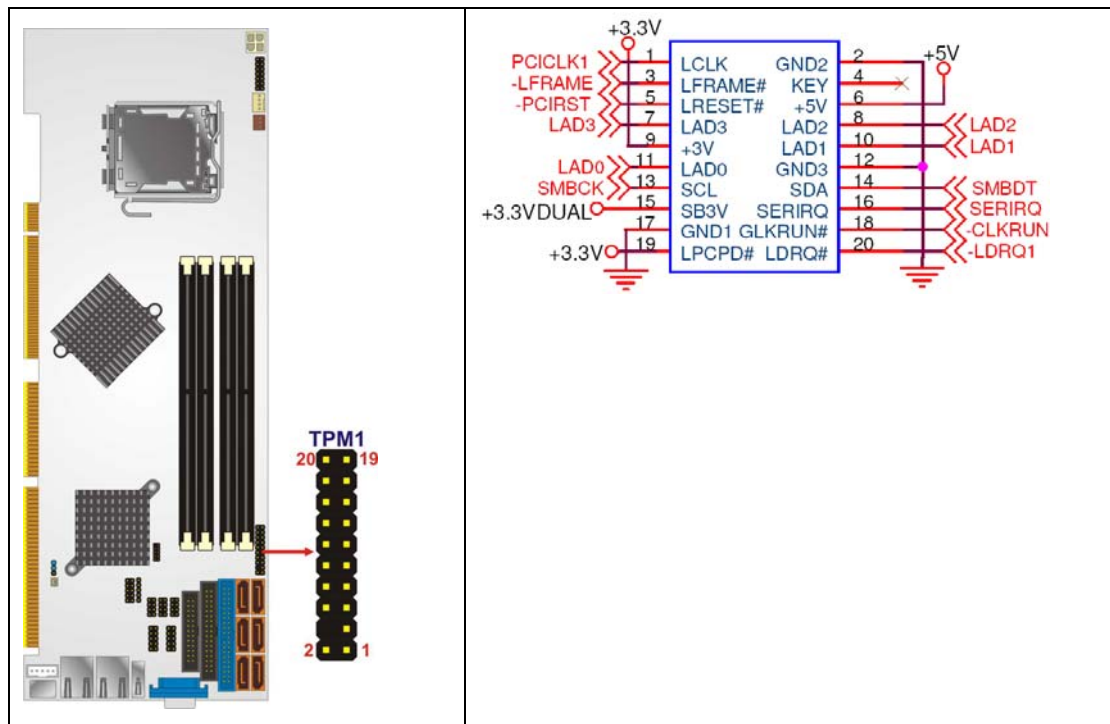 TPM1
20 19
2 1
+3.3V
+5V
PCICLK1 1 LCLK GND2 2
-LFRAME 3 LFRAME# KEY 4
-PCIRST 5 LRESET# +5V 6
LAD3 7 LAD3 LAD2 8 LAD2
9 +3V LAD1 10 LAD1
LAD0 11 LAD0 GND3 12
SMBCK 13 SCL SDA 14 SMBDT
+3.3VDUAL 15 SB3V SERIRQ 16 SERIRQ
17 GND1 GLKRUN# 18 -CLKRUN
+3.3V 19 LPCPD# LDRQ# 20 -LDRQ1